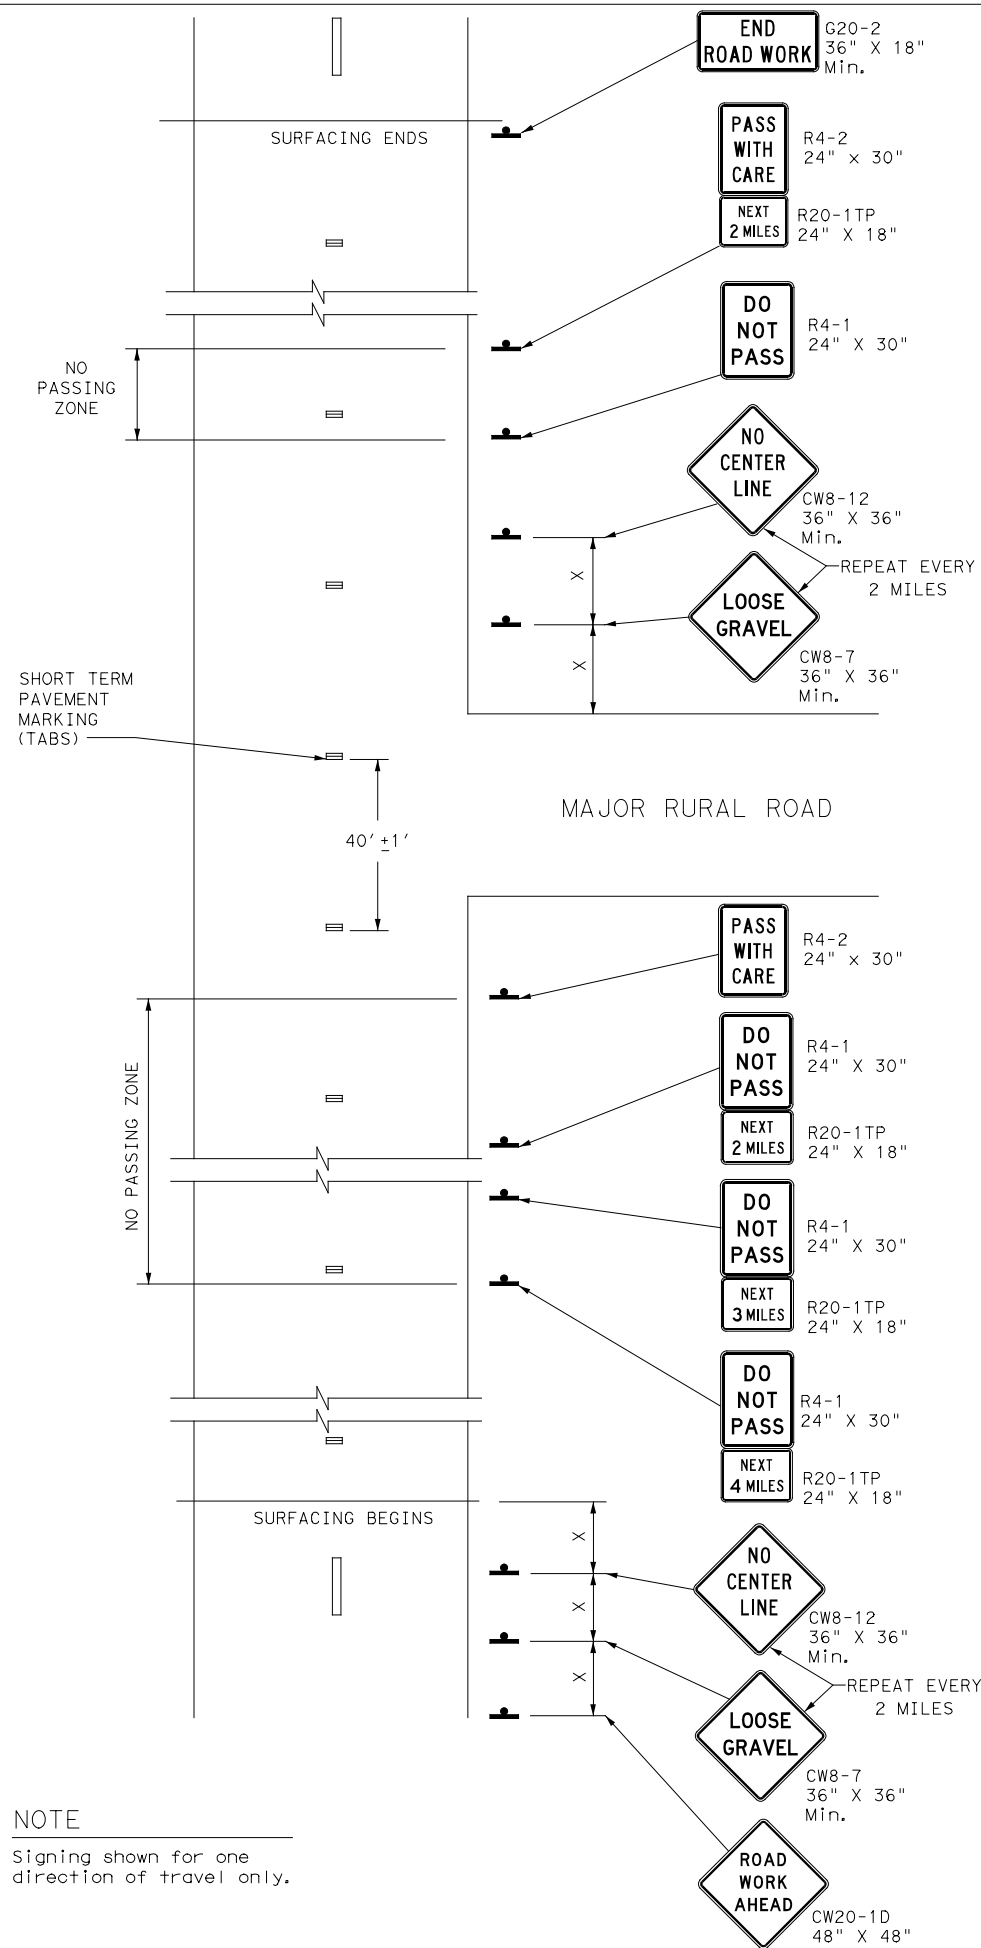 END
ROAD WORK
G20-2
36" X 18"
Min.
SURFACING ENDS
PASS
WITH
CARE
R4-2
24" x 30"
NEXT
2 MILES
R20-1TP
24" X 18"
DO
NOT
PASS
R4-1
24" X 30"
NO
PASSING
ZONE
NO
CENTER
LINE
CW8-12
36" X 36"
Min.
X
REPEAT EVERY
2 MILES
LOOSE
GRAVEL
CW8-7
36" X 36"
Min.
X
SHORT TERM
PAVEMENT
MARKING
(TABS)
MAJOR RURAL ROAD
40' ±1'
PASS
WITH
CARE
R4-2
24" x 30"
DO
NOT
PASS
R4-1
24" X 30"
NEXT
2 MILES
R20-1TP
24" X 18"
NO PASSING ZONE
DO
NOT
PASS
R4-1
24" X 30"
NEXT
3 MILES
R20-1TP
24" X 18"
DO
NOT
PASS
R4-1
24" X 30"
NEXT
4 MILES
R20-1TP
24" X 18"
SURFACING BEGINS
X
NO
CENTER
LINE
CW8-12
36" X 36"
Min.
X
REPEAT EVERY
2 MILES
X
LOOSE
GRAVEL
CW8-7
36" X 36"
Min.
ROAD
WORK
AHEAD
CW20-1D
48" X 48"
NOTE
Signing shown for one
direction of travel only.